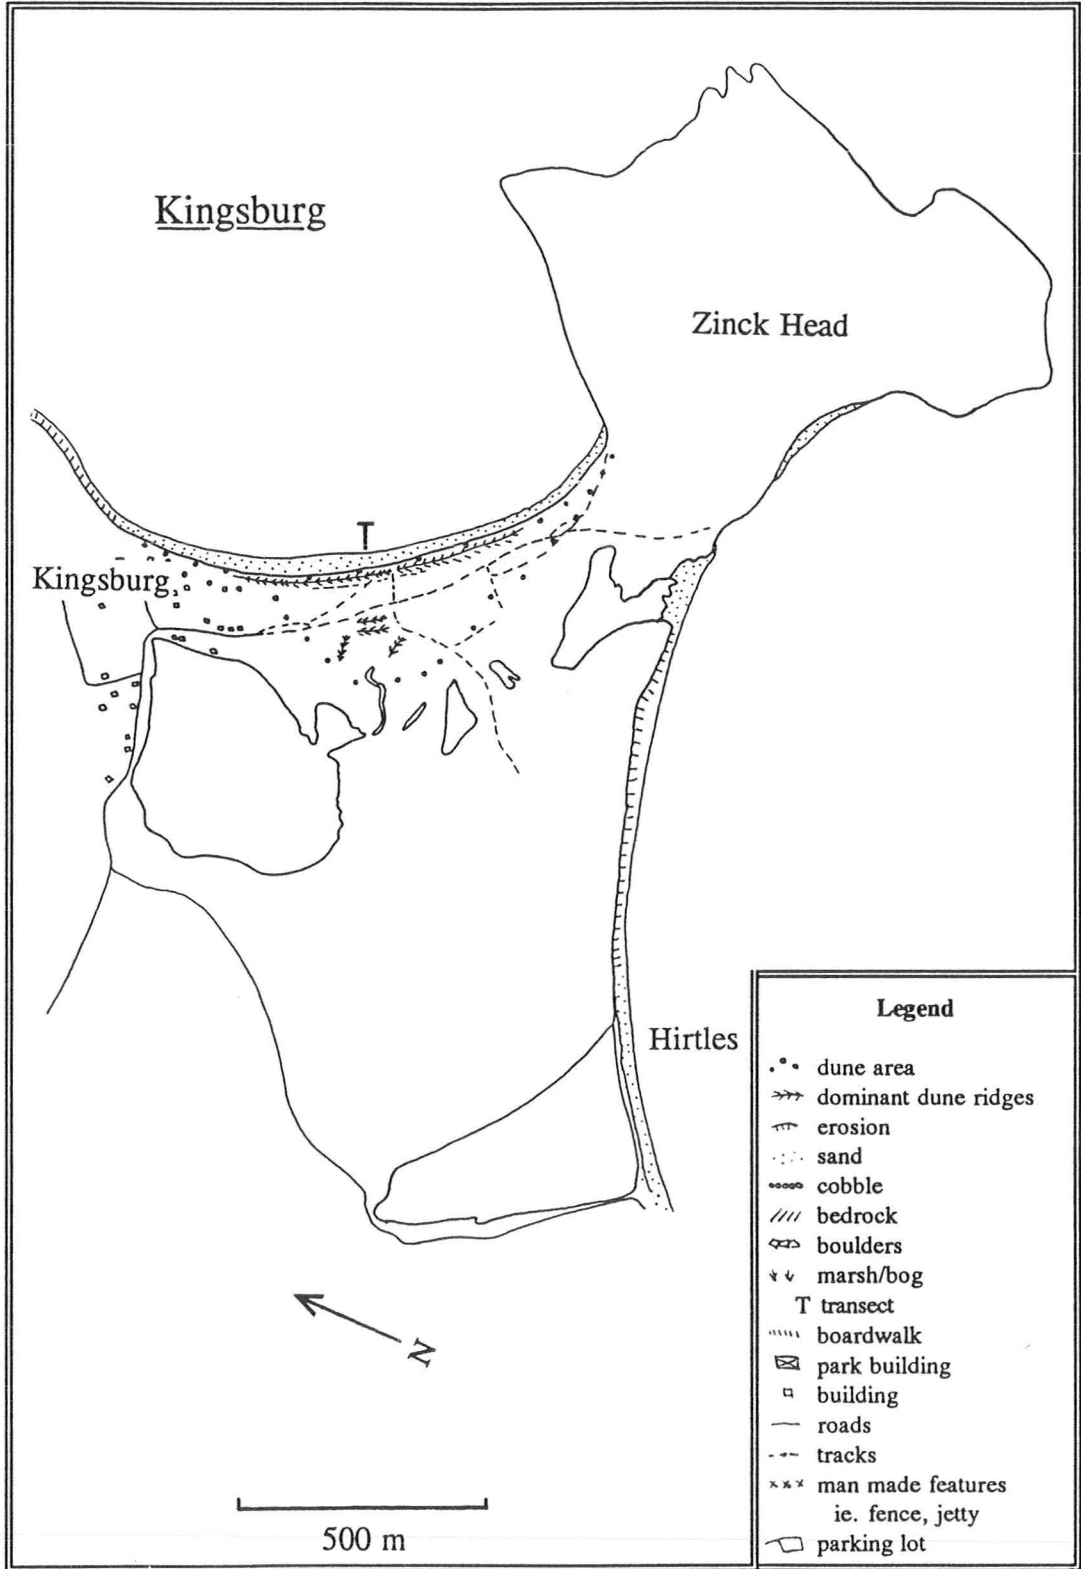 Kingsburg
Zinck Head
T
Kingsburg
Hirtles
N
500 m
Legend
dune area
dominant dune ridges
erosion
sand
cobble
bedrock
boulders
marsh/bog
T transect
boardwalk
park building
building
roads
tracks
man made features
ie. fence, jetty
parking lot